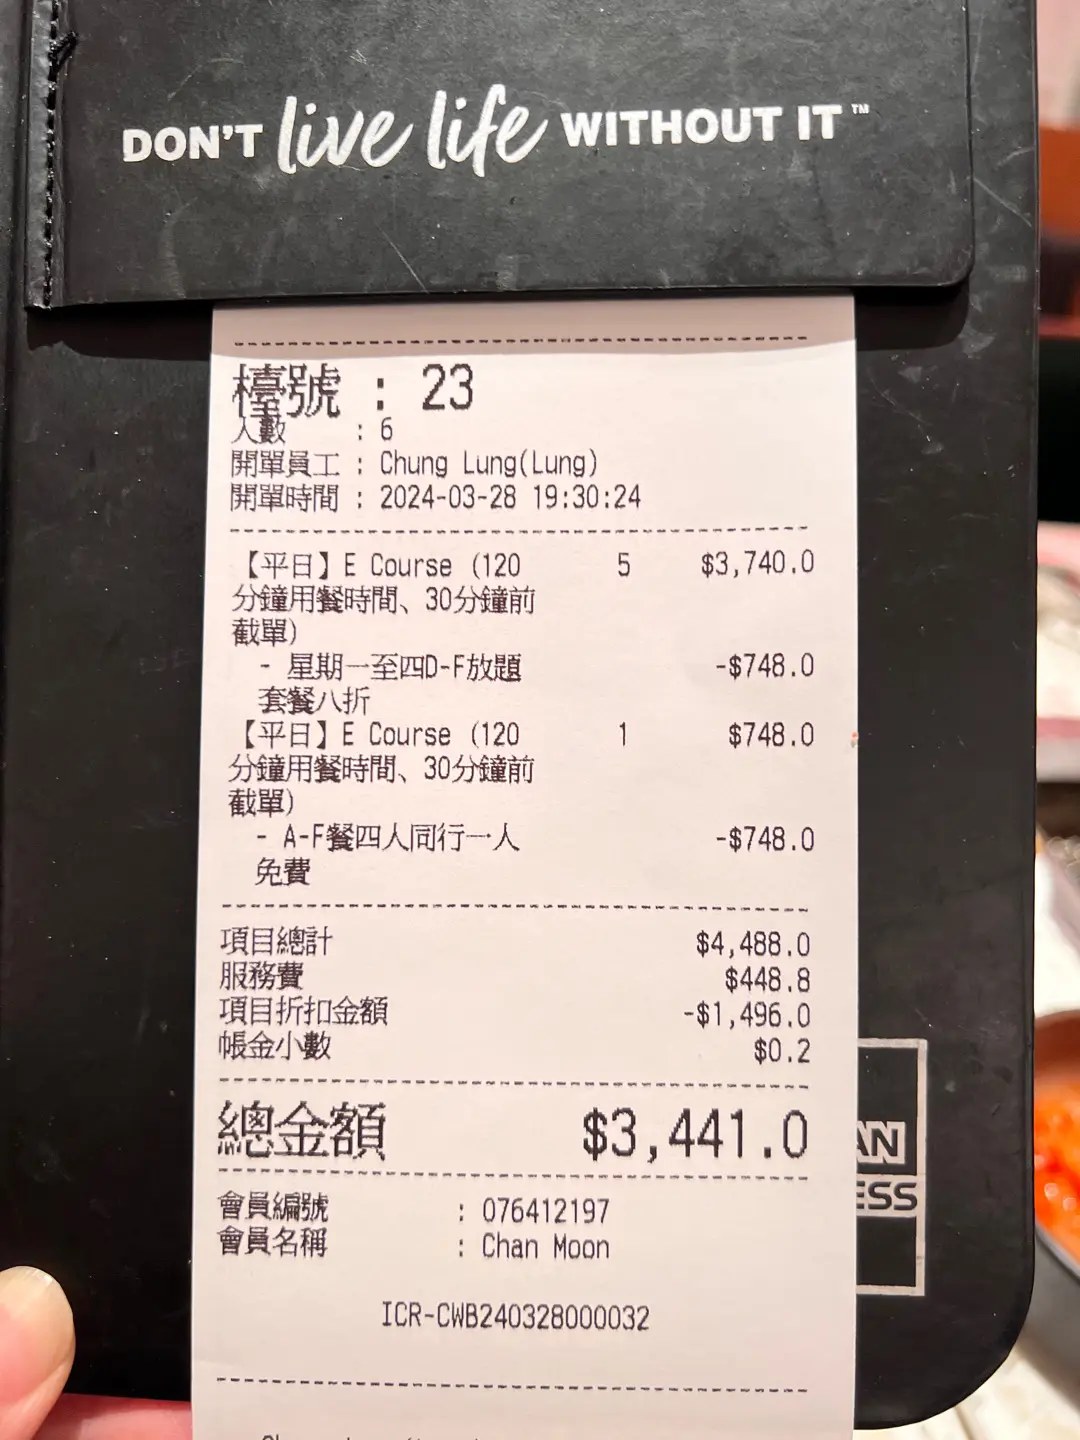 DON'T live life WITHOUT IT™
檯號 : 23
人數 : 6
開單員工 : Chung Lung(Lung)
開單時間 : 2024-03-28 19:30:24
【平日】E Course (120 5 $3,740.0
分鐘用餐時間、30分鐘前
截單)
- 星期一至四D-F放題 -$748.0
套餐八折
【平日】E Course (120 1 $748.0
分鐘用餐時間、30分鐘前
截單)
- A-F餐四人同行一人 -$748.0
免費
項目總計 $4,488.0
服務費 $448.8
項目折扣金額 -$1,496.0
帳金小數 $0.2
總金額 $3,441.0
會員編號 : 076412197
會員名稱 : Chan Moon
ICR-CWB240328000032
AN
ESS